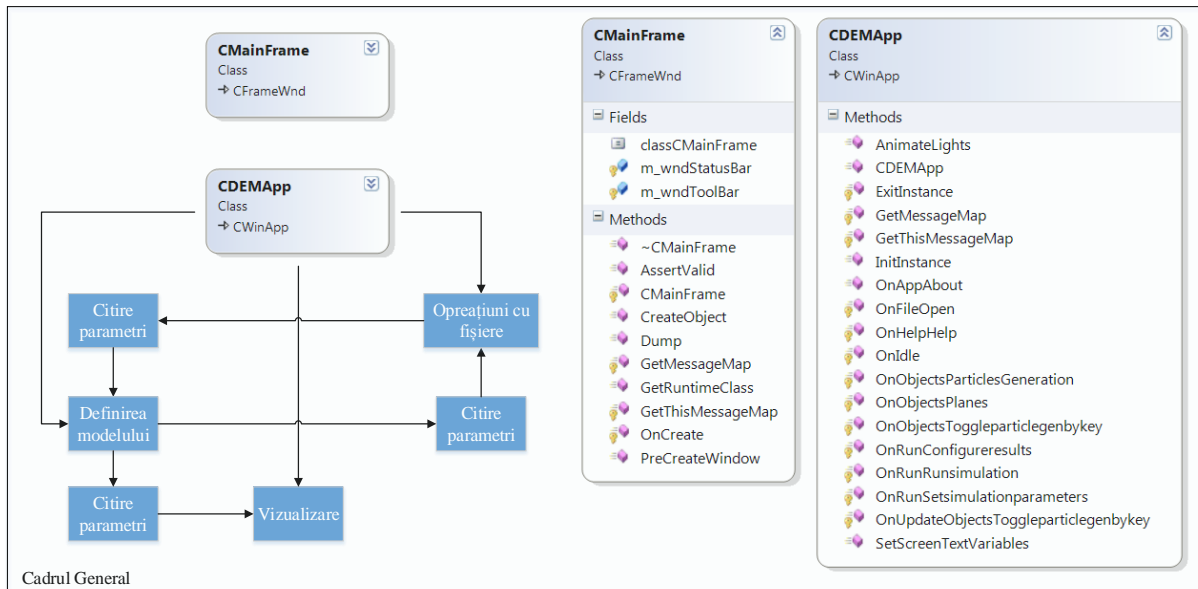 CMainFrame
Class
CFrameWnd
CDEMApp
Class
CWinApp
Citire
parametri
Opreațiuni cu
fișiere
Definirea
modelului
Citire
parametri
Citire
parametri
Vizualizare
Cadrul General
CMainFrame
Class
CFrameWnd
Fields
classCMainFrame
m_wndStatusBar
m_wndToolBar
Methods
~CMainFrame
AssertValid
CMainFrame
CreateObject
Dump
GetMessageMap
GetRuntimeClass
GetThisMessageMap
OnCreate
PreCreateWindow
CDEMApp
Class
CWinApp
Methods
AnimateLights
CDEMApp
ExitInstance
GetMessageMap
GetThisMessageMap
InitInstance
OnAppAbout
OnFileOpen
OnHelpHelp
OnIdle
OnObjectsParticlesGeneration
OnObjectsPlanes
OnObjectsToggleparticlegenbykey
OnRunConfigureresults
OnRunRunsimulation
OnRunSetsimulationparameters
OnUpdateObjectsToggleparticlegenbykey
SetScreenTextVariables